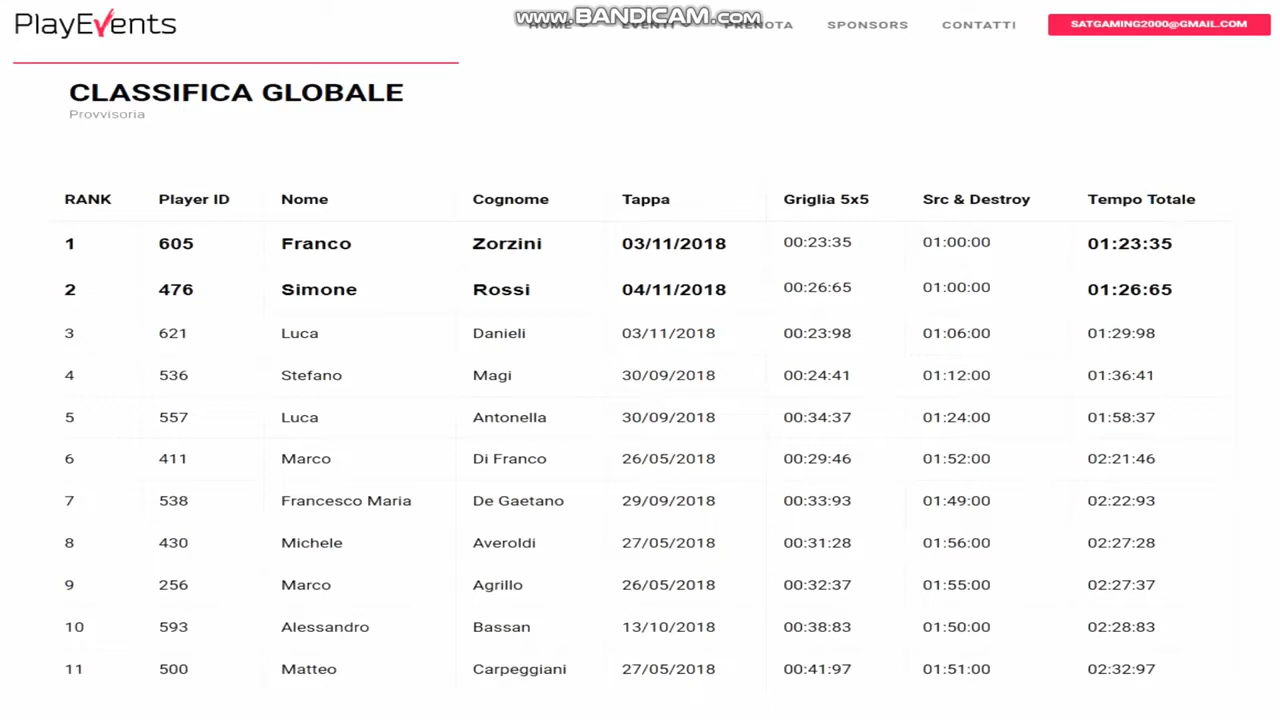 www.BANDICAM.com
PlayEvents
HOME EVENTI PRENOTA SPONSORS CONTATTI SATGAMING2000@GMAIL.COM
CLASSIFICA GLOBALE
Provvisoria
RANK Player ID Nome Cognome Tappa Griglia 5x5 Src & Destroy Tempo Totale
1 605 Franco Zorzini 03/11/2018 00:23:35 01:00:00 01:23:35
2 476 Simone Rossi 04/11/2018 00:26:65 01:00:00 01:26:65
3 621 Luca Danieli 03/11/2018 00:23:98 01:06:00 01:29:98
4 536 Stefano Magi 30/09/2018 00:24:41 01:12:00 01:36:41
5 557 Luca Antonella 30/09/2018 00:34:37 01:24:00 01:58:37
6 411 Marco Di Franco 26/05/2018 00:29:46 01:52:00 02:21:46
7 538 Francesco Maria De Gaetano 29/09/2018 00:33:93 01:49:00 02:22:93
8 430 Michele Averoldi 27/05/2018 00:31:28 01:56:00 02:27:28
9 256 Marco Agrillo 26/05/2018 00:32:37 01:55:00 02:27:37
10 593 Alessandro Bassan 13/10/2018 00:38:83 01:50:00 02:28:83
11 500 Matteo Carpeggiani 27/05/2018 00:41:97 01:51:00 02:32:97